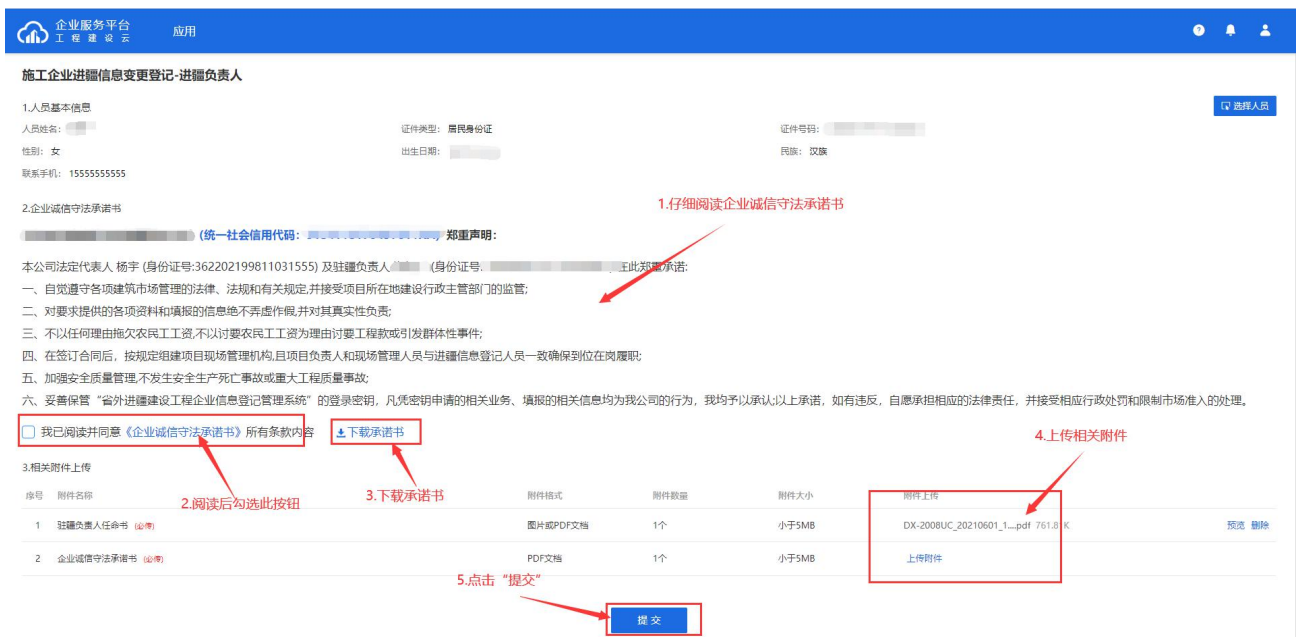 企业服务平台
工程建设云
应用
施工企业进疆信息变更登记-进疆负责人
1.人员基本信息
选择人员
人员姓名:
证件类型: 居民身份证
证件号码:
性别: 女
出生日期:
民族: 汉族
联系手机: 15555555555
2.企业诚信守法承诺书
1.仔细阅读企业诚信守法承诺书
(统一社会信用代码: 郑重声明:
本公司法定代表人 杨宇 (身份证号:362202199811031555) 及驻疆负责人 (身份证号: 在此郑重承诺:
一、自觉遵守各项建筑市场管理的法律、法规和有关规定,并接受项目所在地建设行政主管部门的监管;
二、对要求提供的各项资料和填报的信息绝不弄虚作假,并对其真实性负责;
三、不以任何理由拖欠农民工工资,不以讨要农民工工资为理由讨要工程款或引发群体性事件;
四、在签订合同后，按规定组建项目现场管理机构,且项目负责人和现场管理人员与进疆信息登记人员一致确保到位在岗履职;
五、加强安全质量管理,不发生安全生产死亡事故或重大工程质量事故;
六、妥善保管“省外进疆建设工程企业信息登记管理系统”的登录密钥，凡凭密钥申请的相关业务、填报的相关信息均为我公司的行为，我均予以承认;以上承诺，如有违反，自愿承担相应的法律责任，并接受相应行政处罚和限制市场准入的处理。
我已阅读并同意《企业诚信守法承诺书》所有条款内容
下载承诺书
4.上传相关附件
3.相关附件上传
2.阅读后勾选此按钮
3.下载承诺书
序号 附件名称 附件格式 附件数量 附件大小 附件上传
1 驻疆负责人任命书 (必传) 图片或PDF文档 1个 小于5MB DX-2008UC_20210601_1....pdf 761.8 K 预览 删除
2 企业诚信守法承诺书 (必传) PDF文档 1个 小于5MB 上传附件
5.点击“提交”
提交